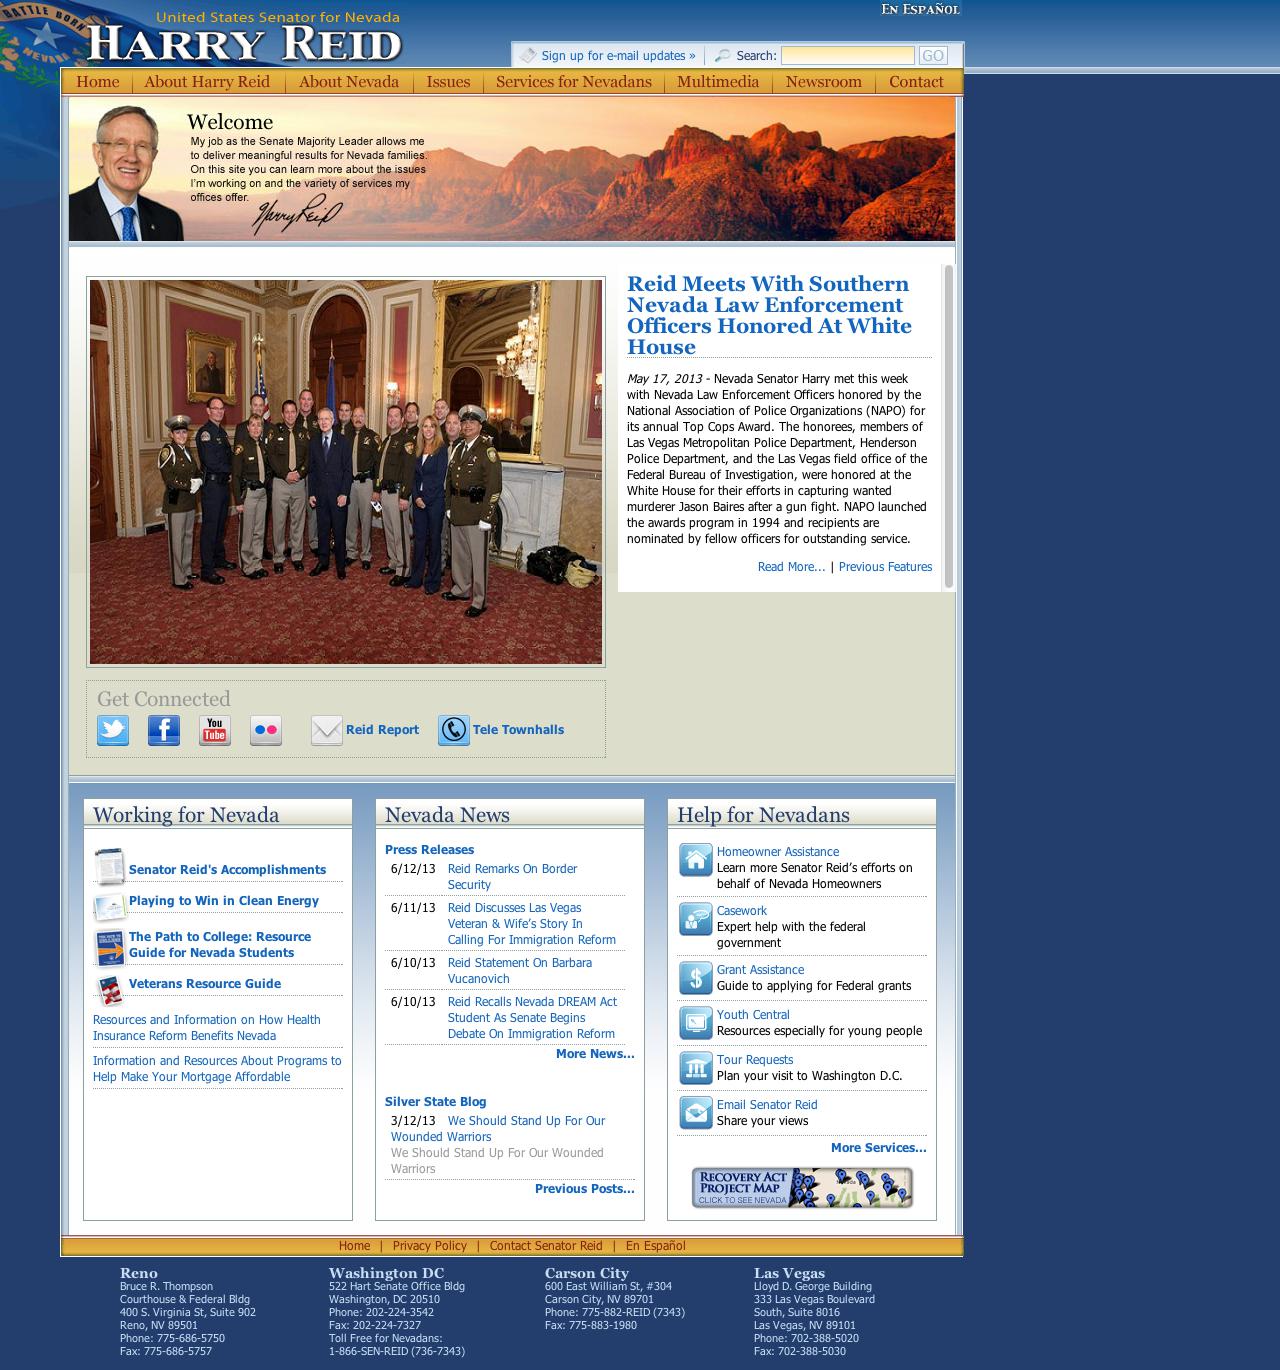 BATTLE BORN
United States Senator for Nevada
HARRY REID
EN ESPAÑOL
Sign up for e-mail updates »
Search:
GO
Home
About Harry Reid
About Nevada
Issues
Services for Nevadans
Multimedia
Newsroom
Contact
Welcome
My job as the Senate Majority Leader allows me
to deliver meaningful results for Nevada families.
On this site you can learn more about the issues
I'm working on and the variety of services my
offices offer.
Harry Reid
Reid Meets With Southern
Nevada Law Enforcement
Officers Honored At White
House
May 17, 2013 - Nevada Senator Harry met this week
with Nevada Law Enforcement Officers honored by the
National Association of Police Organizations (NAPO) for
its annual Top Cops Award. The honorees, members of
Las Vegas Metropolitan Police Department, Henderson
Police Department, and the Las Vegas field office of the
Federal Bureau of Investigation, were honored at the
White House for their efforts in capturing wanted
murderer Jason Baires after a gun fight. NAPO launched
the awards program in 1994 and recipients are
nominated by fellow officers for outstanding service.
Read More... | Previous Features
Get Connected
You
Tube
Reid Report
Tele Townhalls
Working for Nevada
Senator Reid's Accomplishments
Playing to Win in Clean Energy
The Path to College: Resource
Guide for Nevada Students
Veterans Resource Guide
Resources and Information on How Health
Insurance Reform Benefits Nevada
Information and Resources About Programs to
Help Make Your Mortgage Affordable
Nevada News
Press Releases
6/12/13 Reid Remarks On Border
Security
6/11/13 Reid Discusses Las Vegas
Veteran & Wife's Story In
Calling For Immigration Reform
6/10/13 Reid Statement On Barbara
Vucanovich
6/10/13 Reid Recalls Nevada DREAM Act
Student As Senate Begins
Debate On Immigration Reform
More News...
Silver State Blog
3/12/13 We Should Stand Up For Our
Wounded Warriors
We Should Stand Up For Our Wounded
Warriors
Previous Posts...
Help for Nevadans
Homeowner Assistance
Learn more Senator Reid's efforts on
behalf of Nevada Homeowners
Casework
Expert help with the federal
government
$
Grant Assistance
Guide to applying for Federal grants
Youth Central
Resources especially for young people
Tour Requests
Plan your visit to Washington D.C.
Email Senator Reid
Share your views
More Services...
RECOVERY ACT
PROJECT MAP
CLICK TO SEE NEVADA
Home | Privacy Policy | Contact Senator Reid | En Español
Reno
Bruce R. Thompson
Courthouse & Federal Bldg
400 S. Virginia St, Suite 902
Reno, NV 89501
Phone: 775-686-5750
Fax: 775-686-5757
Washington DC
522 Hart Senate Office Bldg
Washington, DC 20510
Phone: 202-224-3542
Fax: 202-224-7327
Toll Free for Nevadans:
1-866-SEN-REID (736-7343)
Carson City
600 East William St, #304
Carson City, NV 89701
Phone: 775-882-REID (7343)
Fax: 775-883-1980
Las Vegas
Lloyd D. George Building
333 Las Vegas Boulevard
South, Suite 8016
Las Vegas, NV 89101
Phone: 702-388-5020
Fax: 702-388-5030